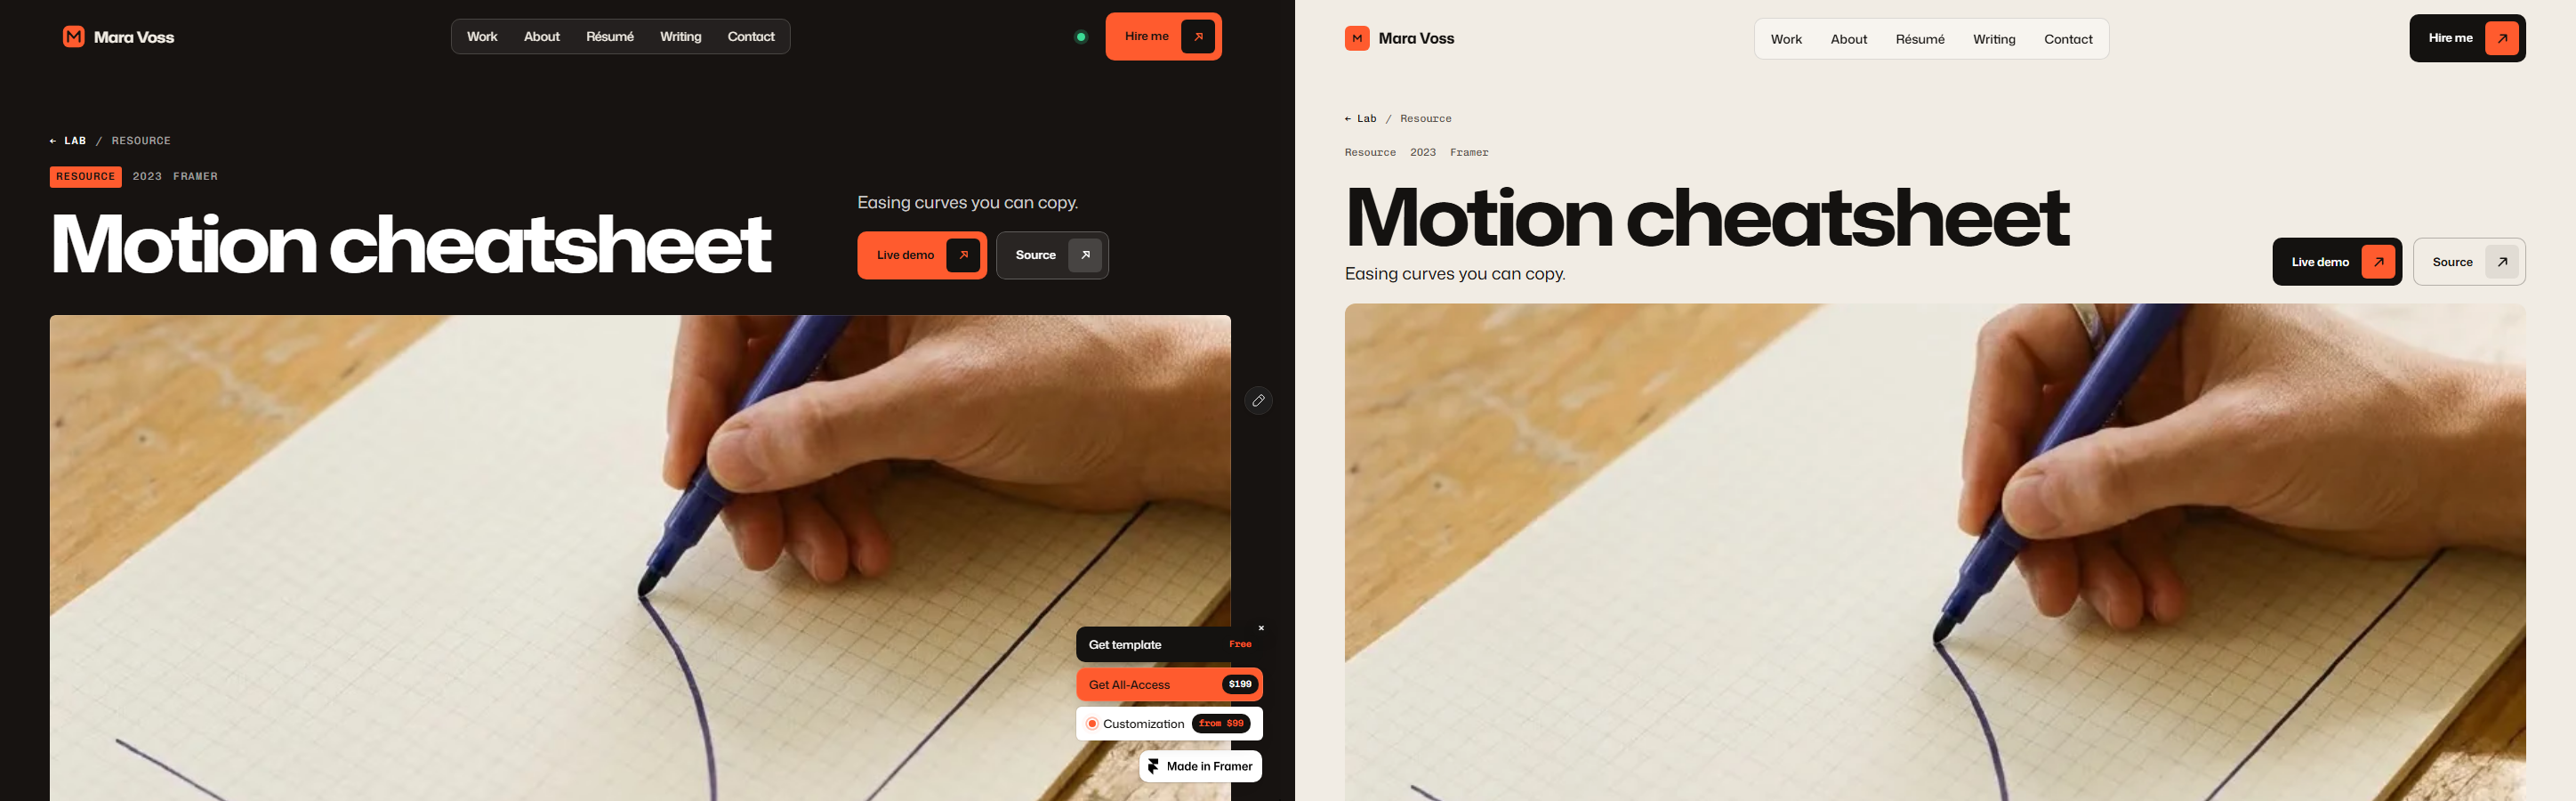 M Mara Voss
Work About Résumé Writing Contact
Hire me
← LAB / RESOURCE
RESOURCE 2023 FRAMER
Motion cheatsheet
Easing curves you can copy.
Live demo
Source
Get template Free
×
Get All-Access $199
Customization from $99
Made in Framer
M Mara Voss
Work About Résumé Writing Contact
Hire me
← Lab / Resource
Resource 2023 Framer
Motion cheatsheet
Easing curves you can copy.
Live demo
Source